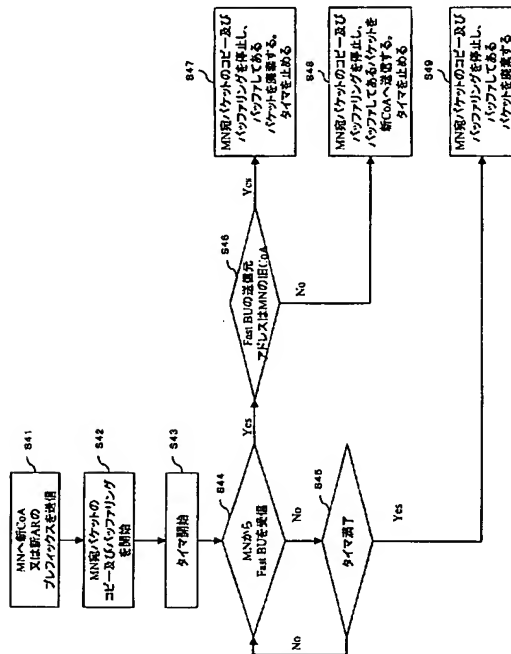 S41
MNへ新CoA
又は新ARの
プレフィックスを送信
S42
MN宛パケットの
コピー及びバッファリング
を開始
S43
タイマ開始
S44
MNから
Fast BUを受信
Yes
No
S45
タイマ満了
No
Yes
S46
Fast BUの送信元
アドレスはMNの旧CoA
Yes
No
S47
MN宛パケットのコピー及び
バッファリングを停止し、
バッファしてある
パケットを廃棄する。
タイマを止める
S48
MN宛パケットのコピー及び
バッファリングを停止し、
バッファしてあるパケットを
新CoAへ送信する。
タイマを止める
S49
MN宛パケットのコピー及び
バッファリングを停止し、
バッファしてある
パケットを廃棄する